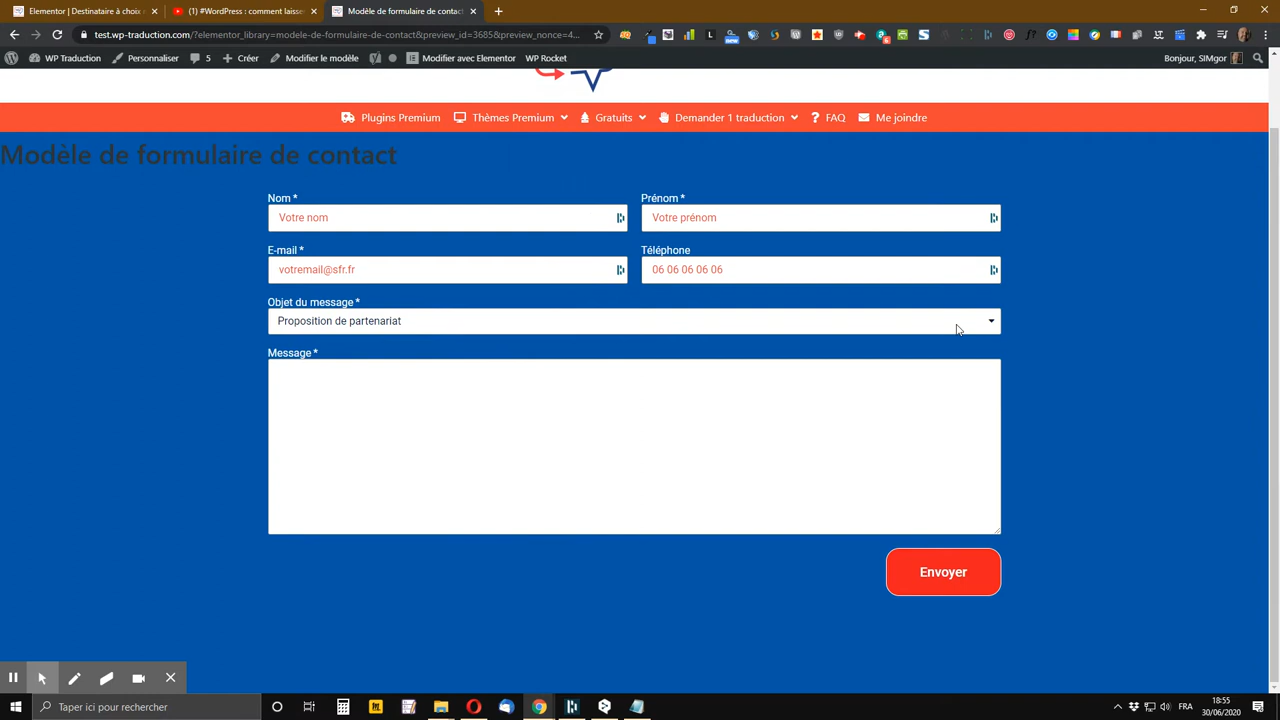 Elementor | Destinataire à choix
(1) #WordPress : comment laisse
Modèle de formulaire de contact
test.wp-traduction.com/?elementor_library=modele-de-formulaire-de-contact&preview_id=3685&preview_nonce=4...
WP Traduction
Personnaliser
5
Créer
Modifier le modèle
Modifier avec Elementor
WP Rocket
Bonjour, SIMgor
Plugins Premium
Thèmes Premium
Gratuits
Demander 1 traduction
FAQ
Me joindre
Modèle de formulaire de contact
Nom *
Prénom *
Votre nom
Votre prénom
E-mail *
Téléphone
votremail@sfr.fr
06 06 06 06 06
Objet du message *
Proposition de partenariat
Message *
Envoyer
Taper ici pour rechercher
FRA
18:55
30/06/2020